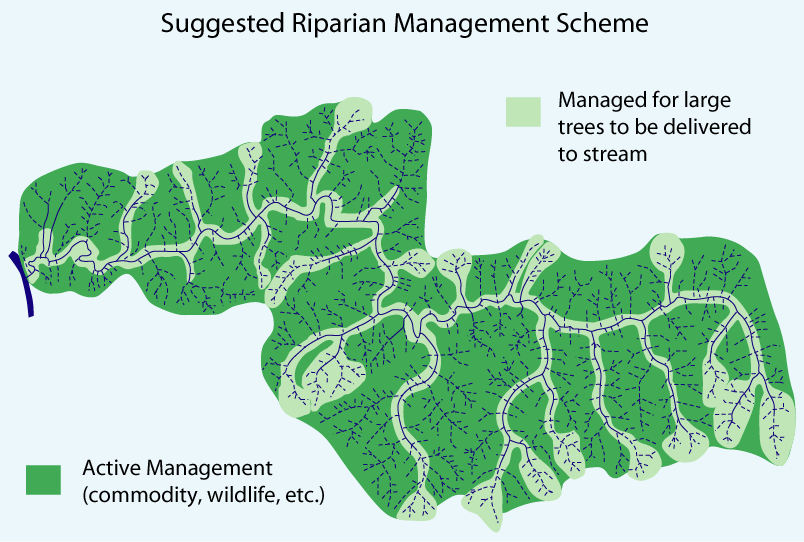 Suggested Riparian Management Scheme
Managed for large
trees to be delivered
to stream
Active Management
(commodity, wildlife, etc.)